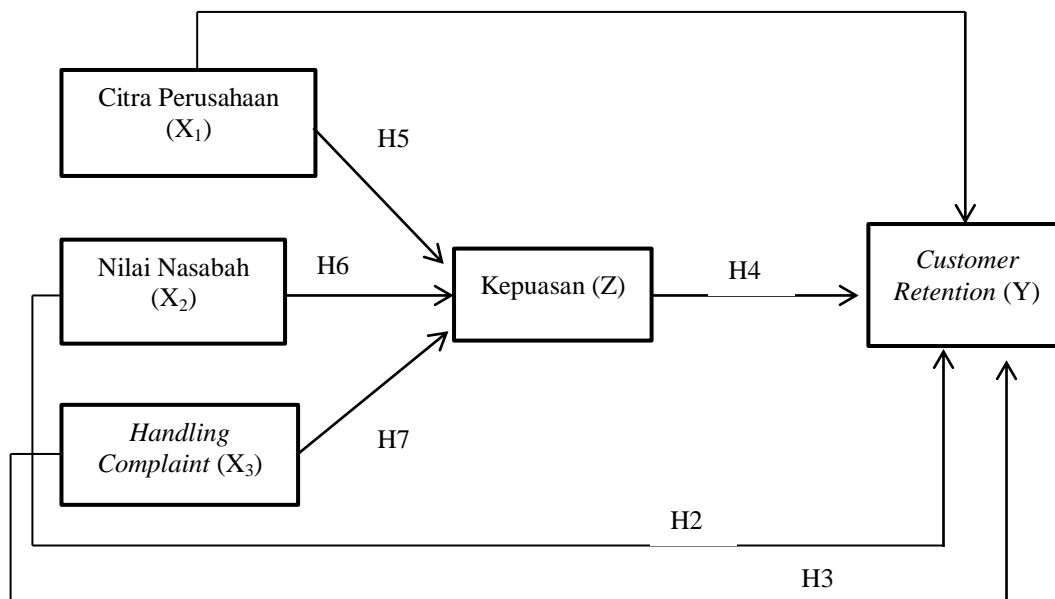 Citra Perusahaan
(X₁)
H5
Nilai Nasabah
(X₂)
H6
Kepuasan (Z)
H4
Customer
Retention (Y)
Handling
Complaint (X₃)
H7
H2
H3